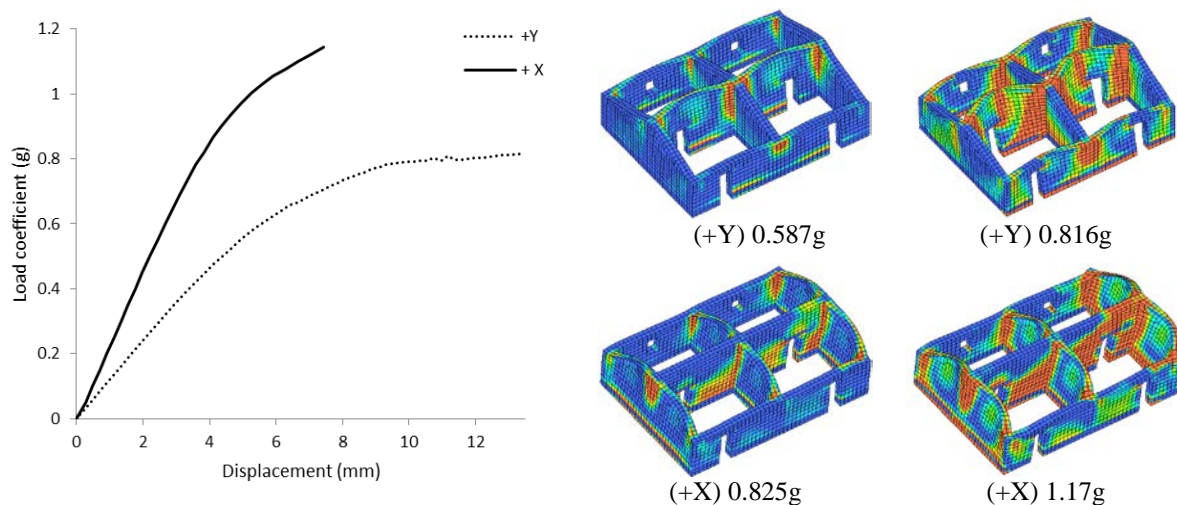 1.2
1
0.8
0.6
0.4
0.2
0
Load coefficient (g)
+Y
+ X
0
2
4
6
8
10
12
Displacement (mm)
(+Y) 0.587g
(+Y) 0.816g
(+X) 0.825g
(+X) 1.17g